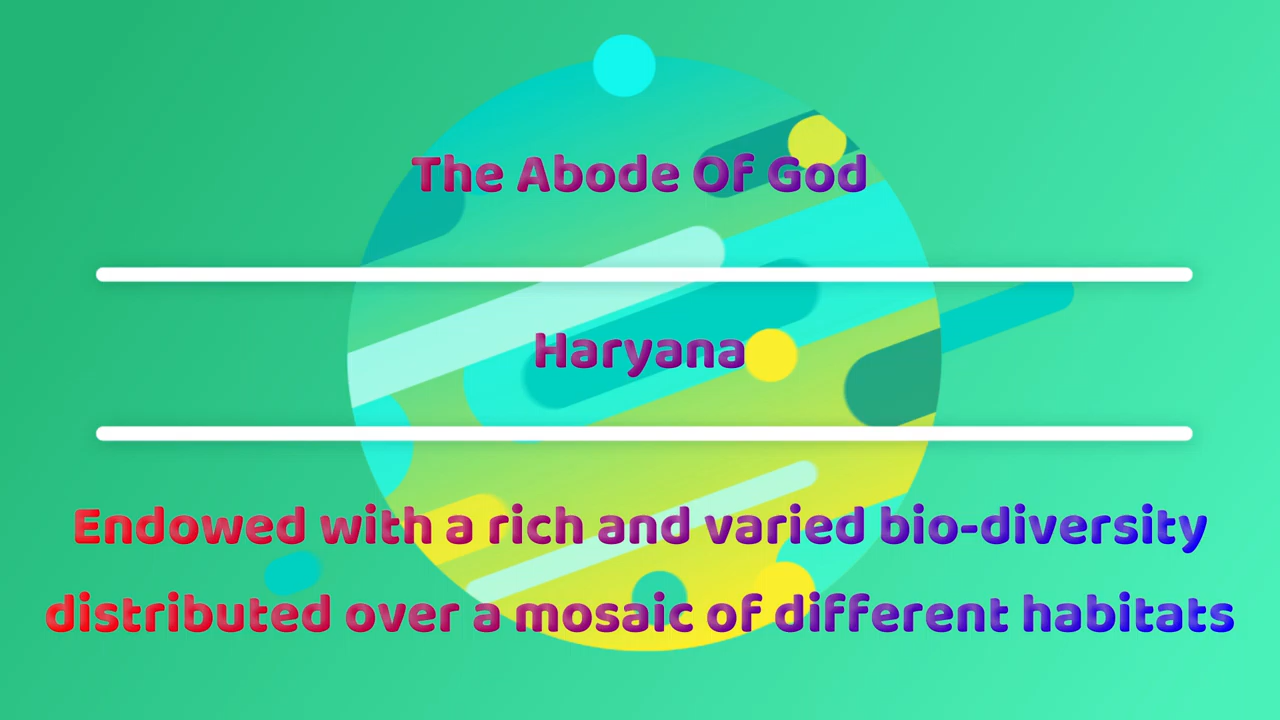 The Abode Of God
Haryana
Endowed with a rich and varied bio-diversity
distributed over a mosaic of different habitats